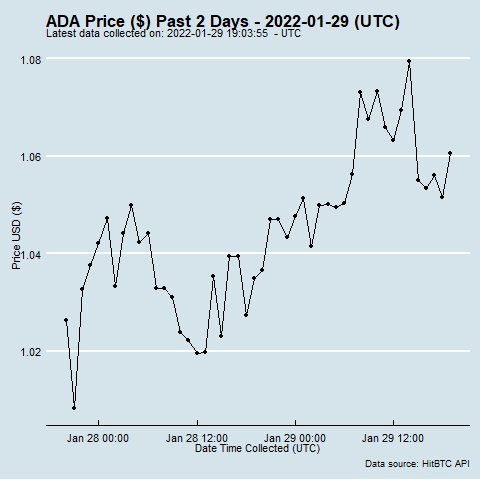 ADA Price ($) Past 2 Days - 2022-01-29 (UTC)
Latest data collected on: 2022-01-29 19:03:55 - UTC
1.08
1.06
1.04
1.02
Price USD ($)
Jan 28 00:00 Jan 28 12:00 Jan 29 00:00 Jan 29 12:00
Date Time Collected (UTC)
Data source: HitBTC API